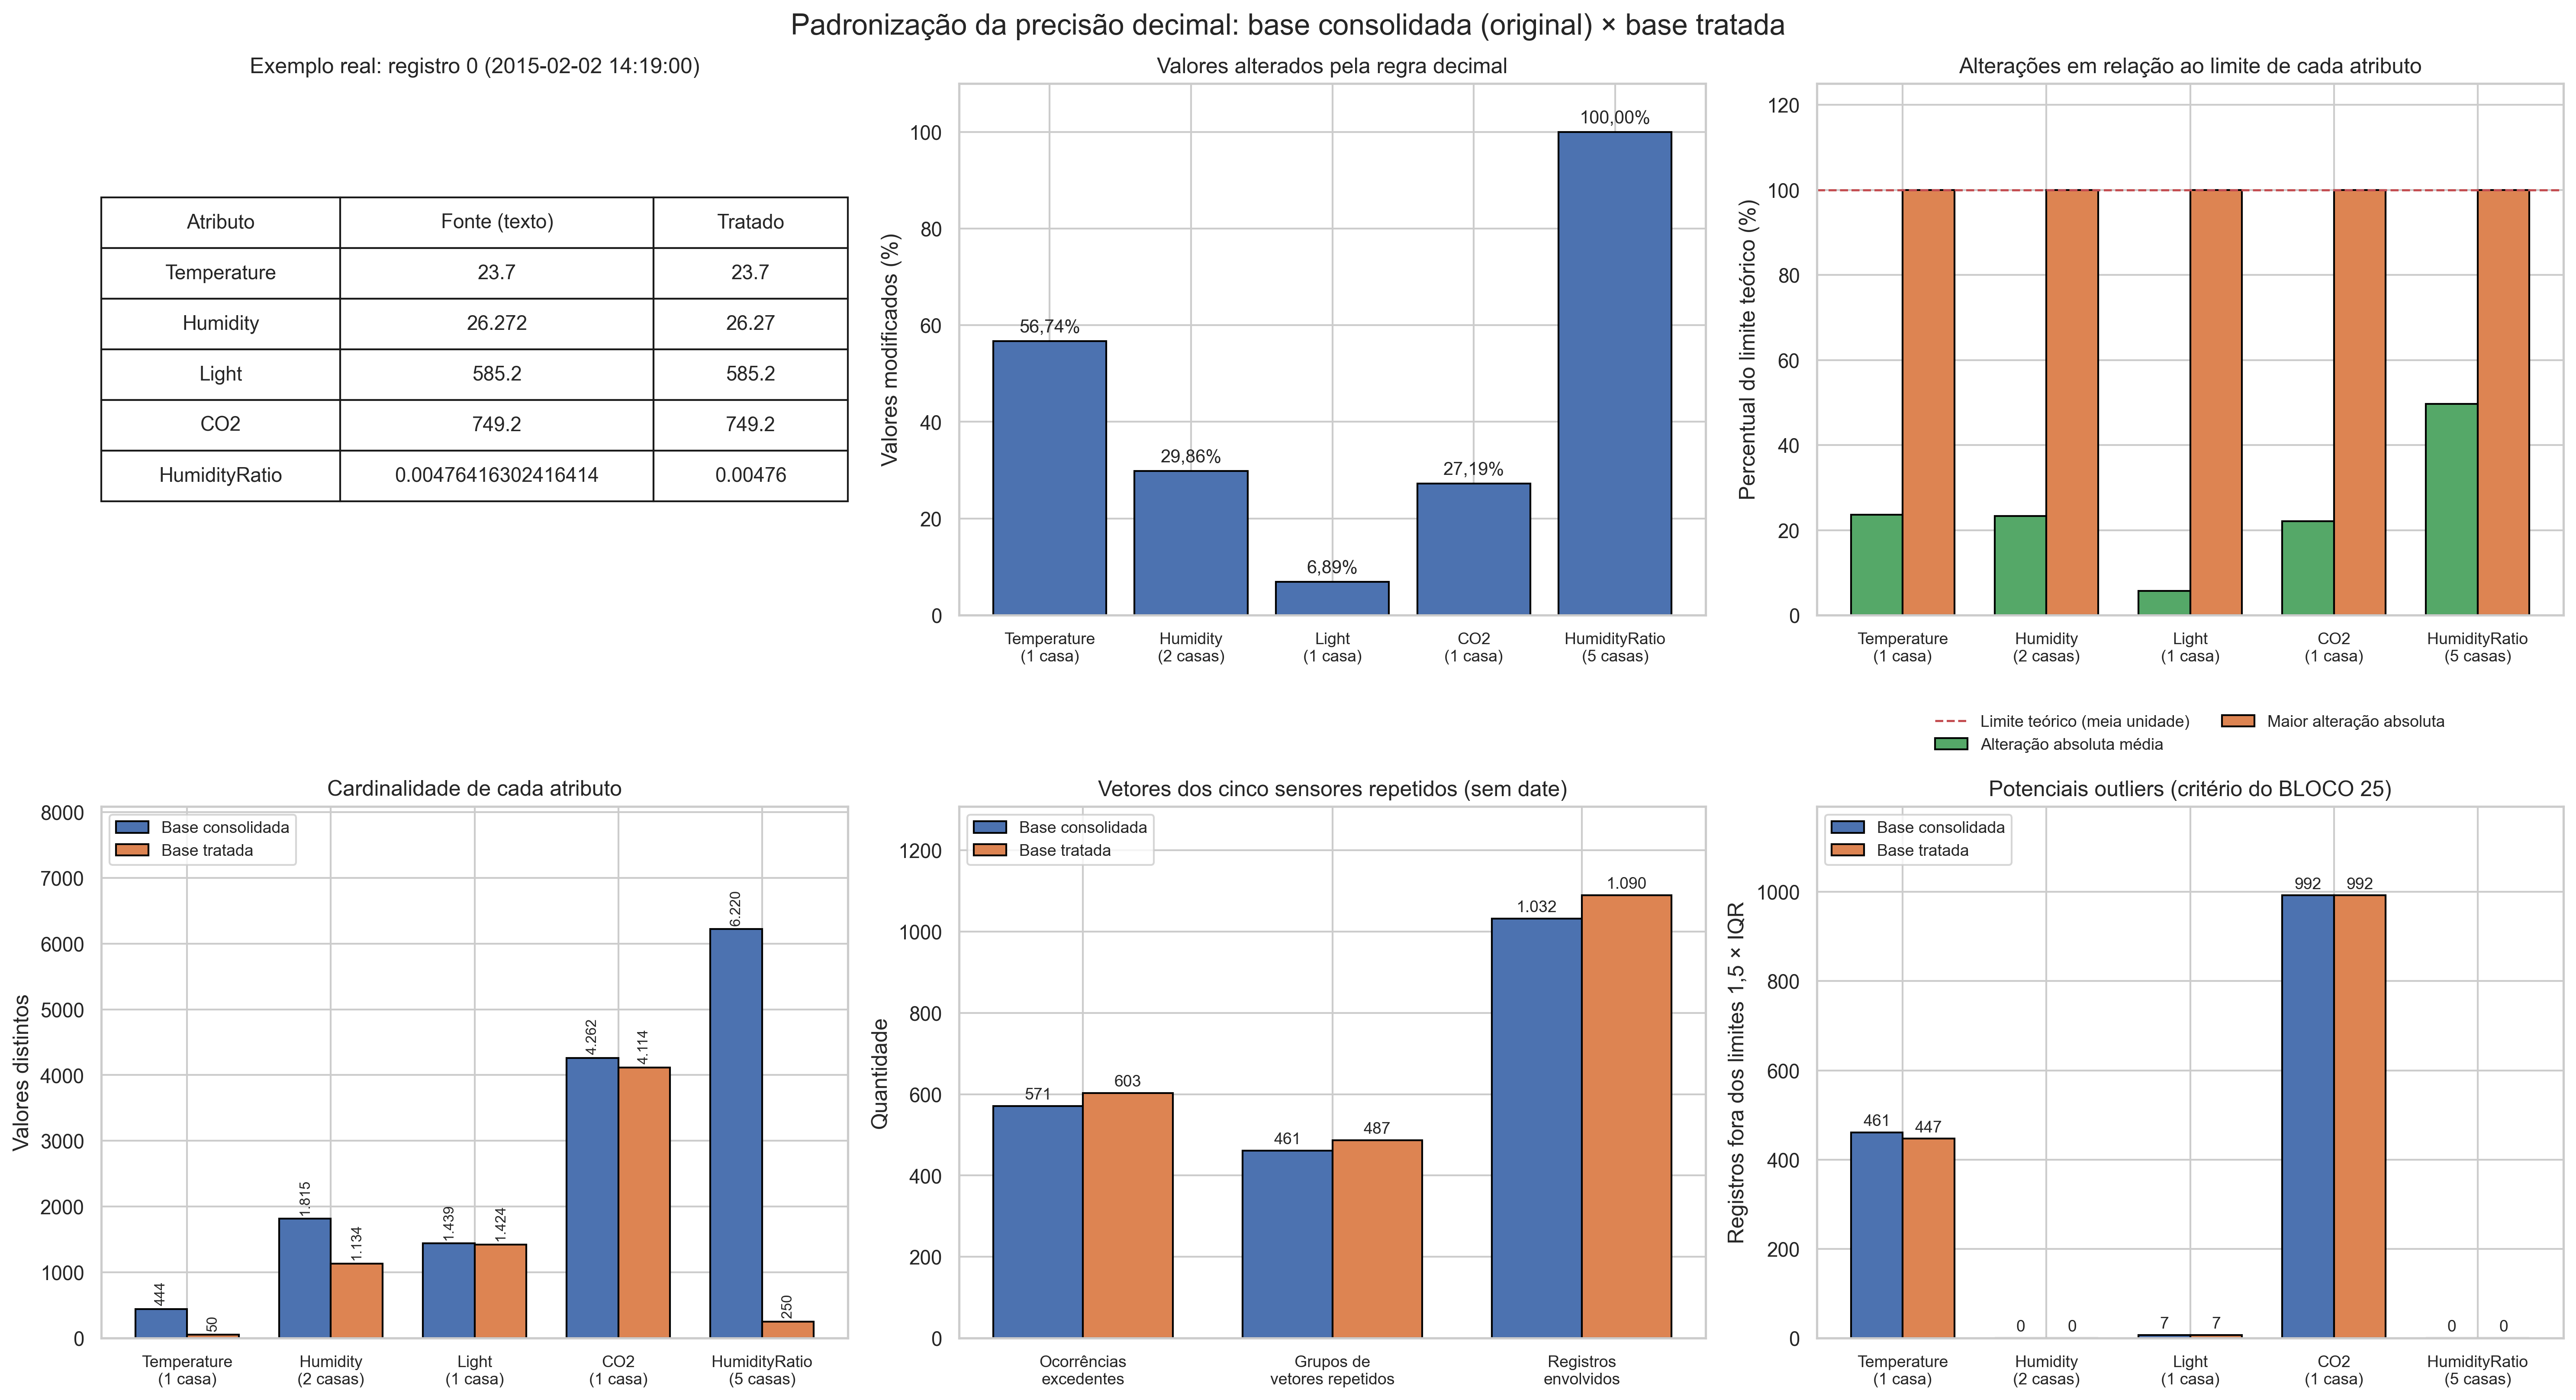 Padronização da precisão decimal: base consolidada (original) × base tratada
Exemplo real: registro 0 (2015-02-02 14:19:00)
Atributo Fonte (texto) Tratado
Temperature 23.7 23.7
Humidity 26.272 26.27
Light 585.2 585.2
CO2 749.2 749.2
HumidityRatio 0.00476416302416414 0.00476
Valores alterados pela regra decimal
Valores modificados (%)
100
80
60
40
20
0
56,74%
29,86%
6,89%
27,19%
100,00%
Temperature Humidity Light CO2 HumidityRatio
(1 casa) (2 casas) (1 casa) (1 casa) (5 casas)
Alterações em relação ao limite de cada atributo
Percentual do limite teórico (%)
120
100
80
60
40
20
0
Temperature Humidity Light CO2 HumidityRatio
(1 casa) (2 casas) (1 casa) (1 casa) (5 casas)
Limite teórico (meia unidade) Maior alteração absoluta
Alteração absoluta média
Cardinalidade de cada atributo
Base consolidada
Base tratada
Valores distintos
8000
7000
6000
5000
4000
3000
2000
1000
0
444 50 1.815 1.134 1.439 1.424 4.262 4.114 6.220 250
Temperature Humidity Light CO2 HumidityRatio
(1 casa) (2 casas) (1 casa) (1 casa) (5 casas)
Vetores dos cinco sensores repetidos (sem date)
Base consolidada
Base tratada
Quantidade
1200
1000
800
600
400
200
0
571 603 461 487 1.032 1.090
Ocorrências Grupos de Registros
excedentes vetores repetidos envolvidos
Potenciais outliers (critério do BLOCO 25)
Base consolidada
Base tratada
Registros fora dos limites 1,5 × IQR
1000
800
600
400
200
0
461 447 0 0 7 7 992 992 0 0
Temperature Humidity Light CO2 HumidityRatio
(1 casa) (2 casas) (1 casa) (1 casa) (5 casas)